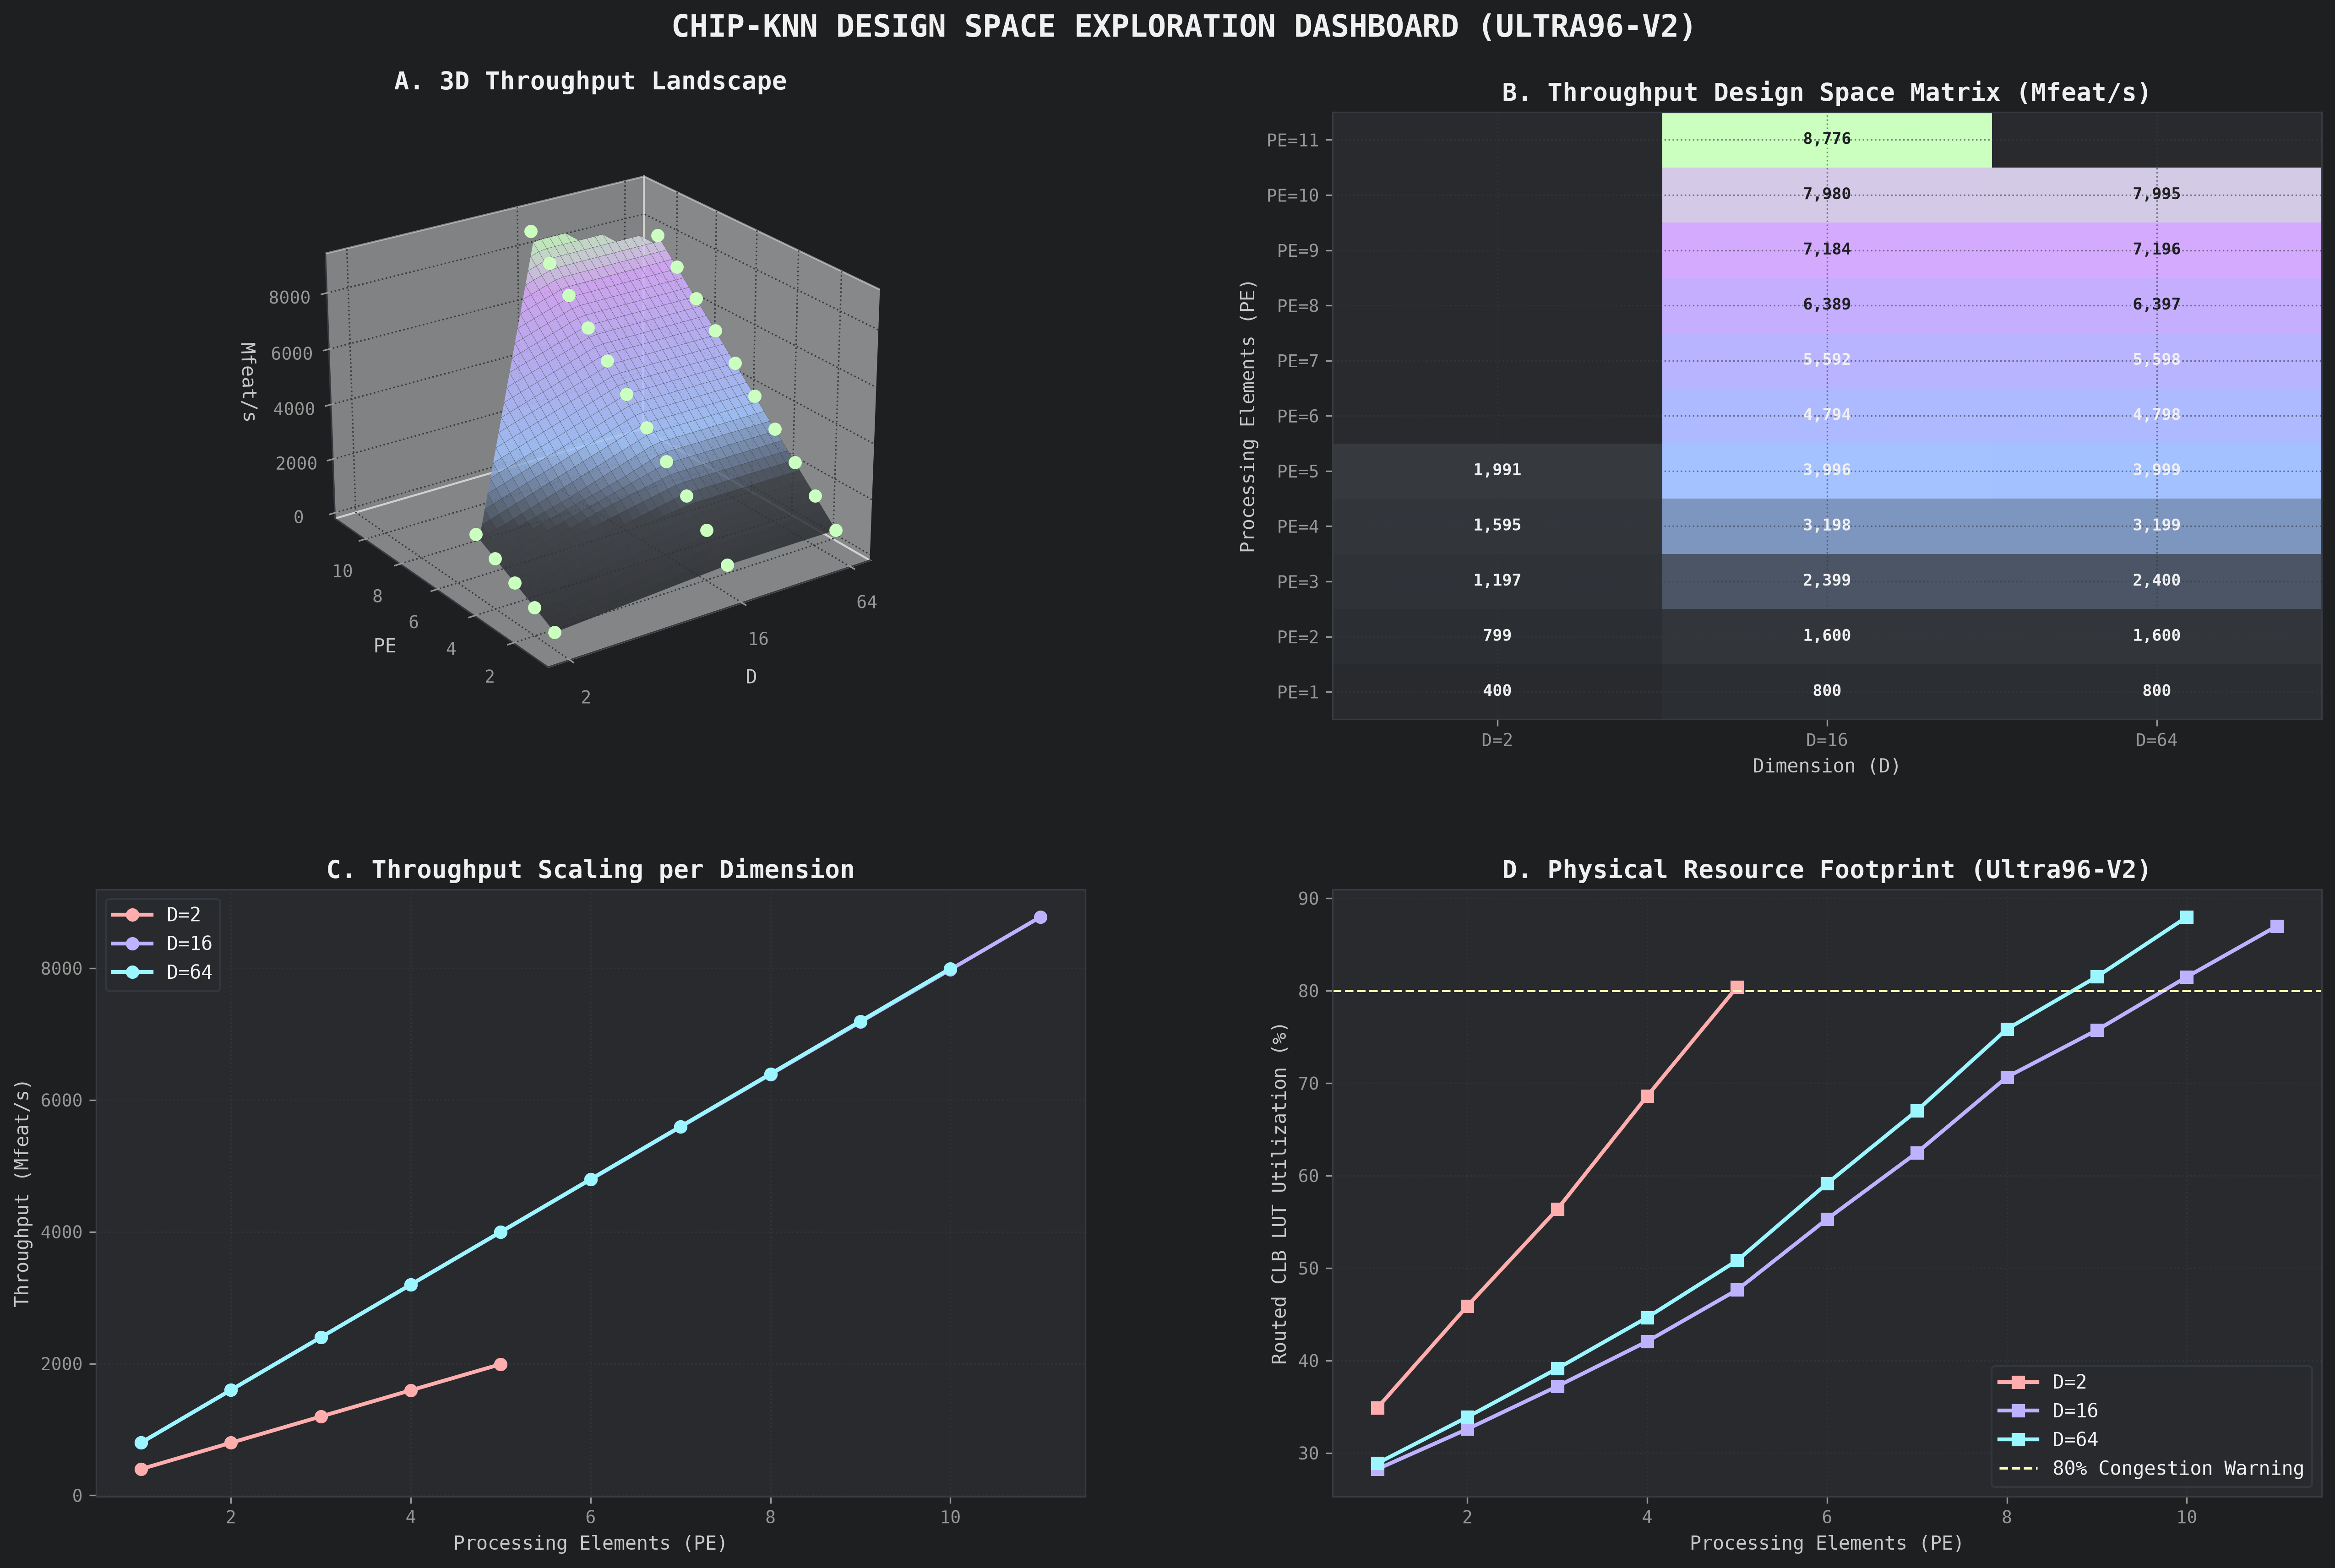 CHIP-KNN DESIGN SPACE EXPLORATION DASHBOARD (ULTRA96-V2)
A. 3D Throughput Landscape
Mfeat/s
8000
6000
4000
2000
0
10
8
6
4
2
PE
2
16
64
D
B. Throughput Design Space Matrix (Mfeat/s)
Processing Elements (PE)
PE=11 8,776
PE=10 7,980 7,995
PE=9 7,184 7,196
PE=8 6,389 6,397
PE=7 5,592 5,598
PE=6 4,794 4,798
PE=5 1,991 3,996 3,999
PE=4 1,595 3,198 3,199
PE=3 1,197 2,399 2,400
PE=2 799 1,600 1,600
PE=1 400 800 800
D=2 D=16 D=64
Dimension (D)
C. Throughput Scaling per Dimension
D=2
D=16
D=64
Throughput (Mfeat/s)
8000
6000
4000
2000
0
2 4 6 8 10
Processing Elements (PE)
D. Physical Resource Footprint (Ultra96-V2)
Routed CLB LUT Utilization (%)
90
80
70
60
50
40
30
D=2
D=16
D=64
80% Congestion Warning
2 4 6 8 10
Processing Elements (PE)